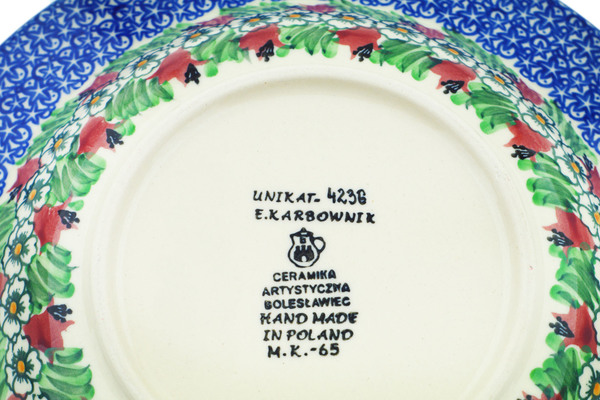 UNIKAT-4236
E.KARBOWNIK
CERAMIKA
ARTYSTYCZNA
BOLESŁAWIEC
HAND MADE
IN POLAND
M.K.-65